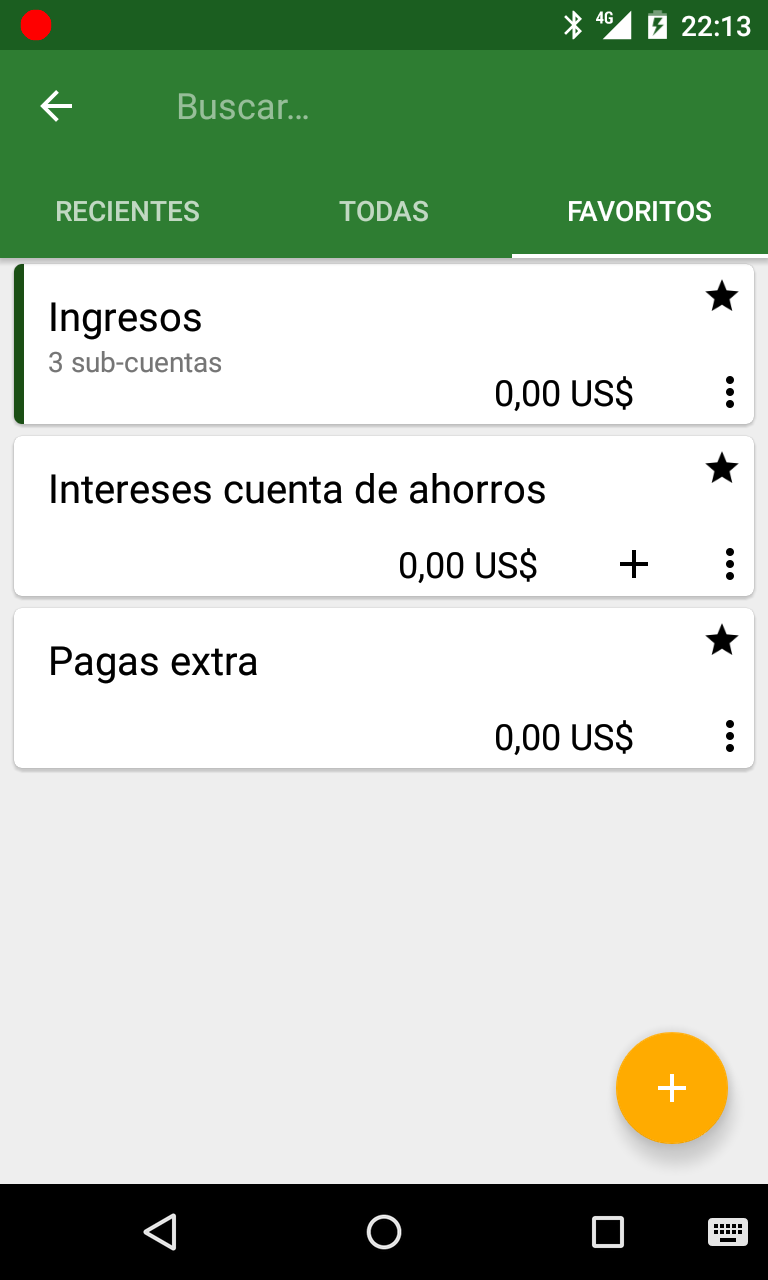 4G 22:13
Buscar...
RECIENTES TODAS FAVORITOS
Ingresos
3 sub-cuentas
0,00 US$
Intereses cuenta de ahorros
0,00 US$
Pagas extra
0,00 US$